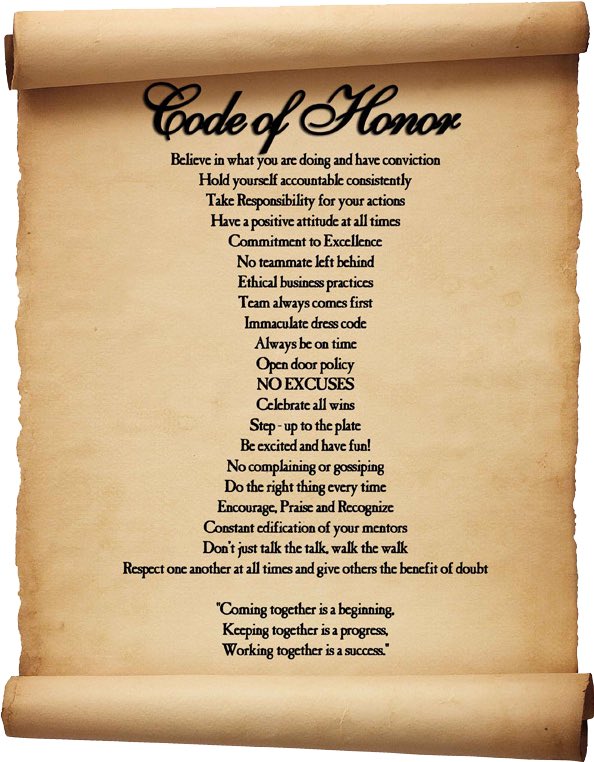 Code of Honor
Believe in what you are doing and have conviction
Hold yourself accountable consistently
Take Responsibility for your actions
Have a positive attitude at all times
Commitment to Excellence
No teammate left behind
Ethical business practices
Team always comes first
Immaculate dress code
Always be on time
Open door policy
NO EXCUSES
Celebrate all wins
Step - up to the plate
Be excited and have fun!
No complaining or gossiping
Do the right thing every time
Encourage, Praise and Recognize
Constant edification of your mentors
Don't just talk the talk, walk the walk
Respect one another at all times and give others the benefit of doubt
"Coming together is a beginning,
Keeping together is a progress,
Working together is a success."